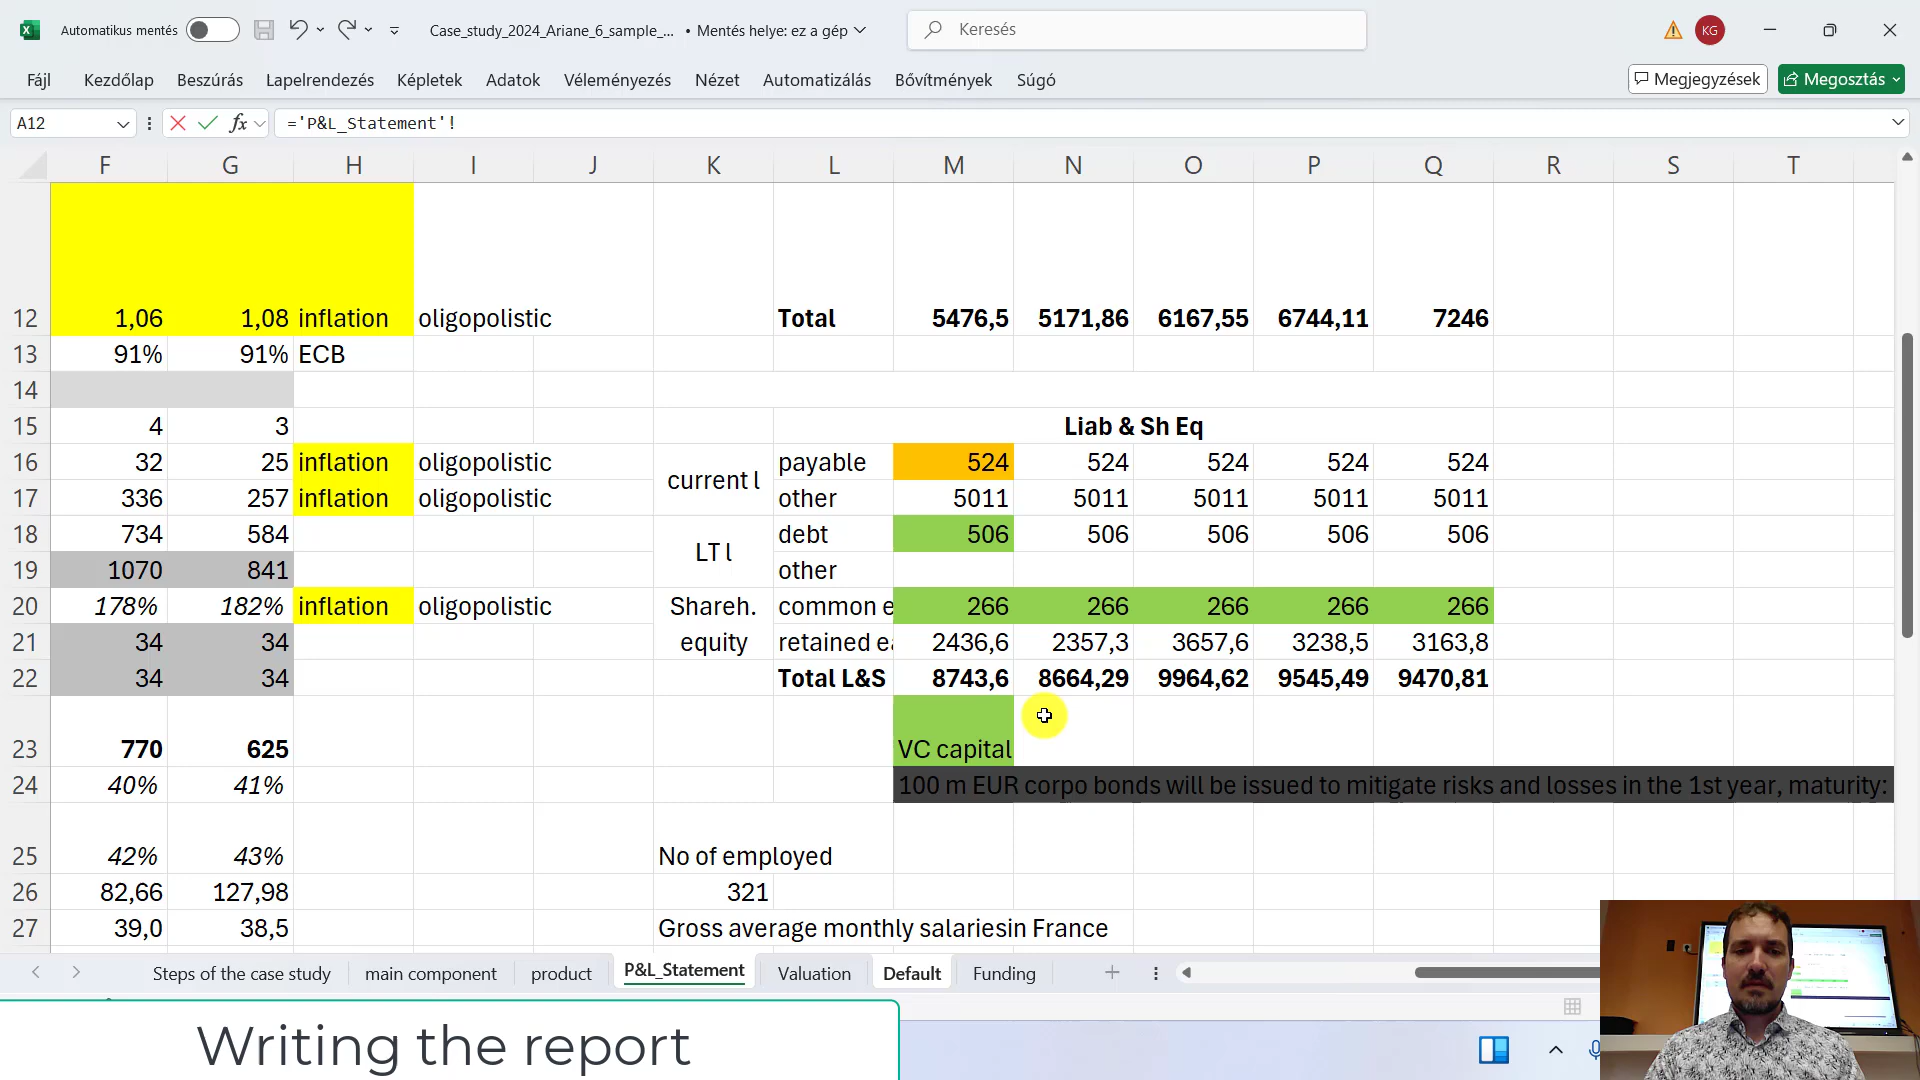 Automatikus mentés Case_study_2024_Ariane_6_sample_... • Mentés helye: ez a gép Keresés KG
Fájl Kezdőlap Beszúrás Lapelrendezés Képletek Adatok Véleményezés Nézet Automatizálás Bővítmények Súgó Megjegyzések Megosztás
A12 fx ='P&L_Statement'!
F G H I J K L M N O P Q R S T
12 1,06 1,08 inflation oligopolistic Total 5476,5 5171,86 6167,55 6744,11 7246
13 91% 91% ECB
14
15 4 3 Liab & Sh Eq
16 32 25 inflation oligopolistic current l payable 524 524 524 524 524
17 336 257 inflation oligopolistic other 5011 5011 5011 5011 5011
18 734 584 LT l debt 506 506 506 506 506
19 1070 841 other
20 178% 182% inflation oligopolistic Shareh. common e 266 266 266 266 266
21 34 34 equity retained ea 2436,6 2357,3 3657,6 3238,5 3163,8
22 34 34 Total L&S 8743,6 8664,29 9964,62 9545,49 9470,81
23 770 625 VC capital
24 40% 41% 100 m EUR corpo bonds will be issued to mitigate risks and losses in the 1st year, maturity:
25 42% 43% No of employed
26 82,66 127,98 321
27 39,0 38,5 Gross average monthly salariesin France
Steps of the case study main component product P&L_Statement Valuation Default Funding
Writing the report